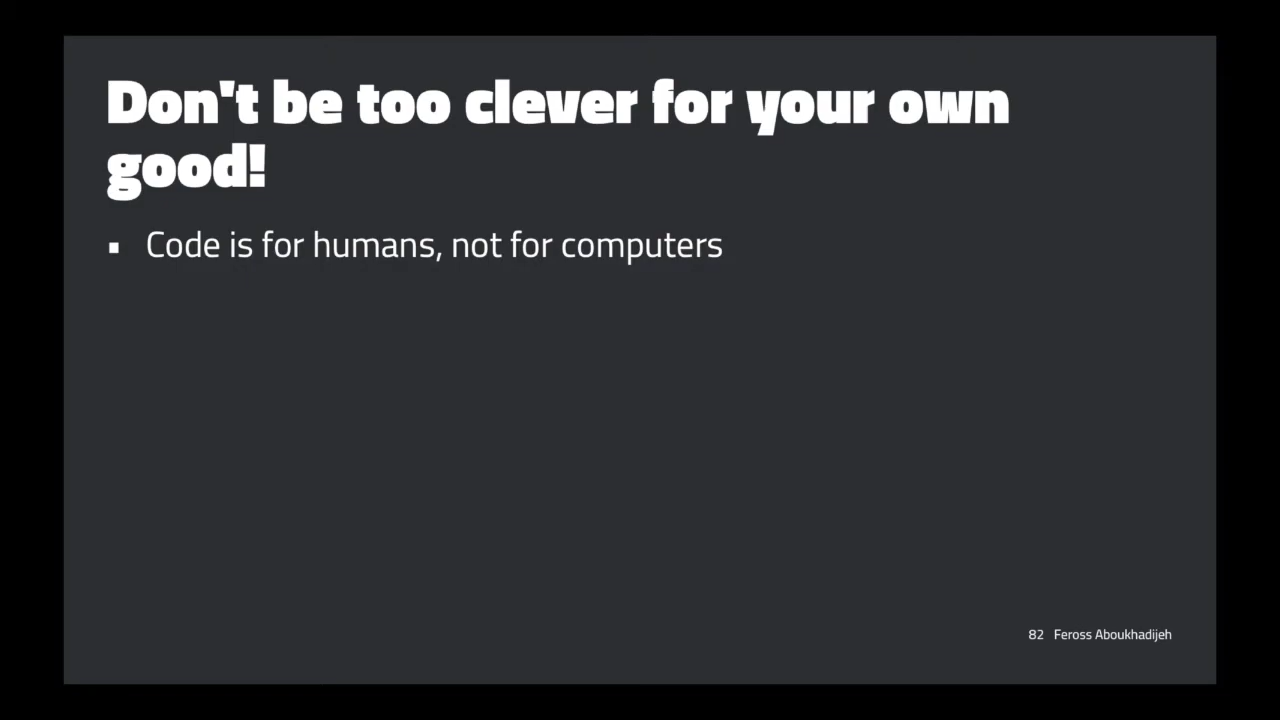 Don't be too clever for your own
good!
▪ Code is for humans, not for computers
82 Feross Aboukhadijeh